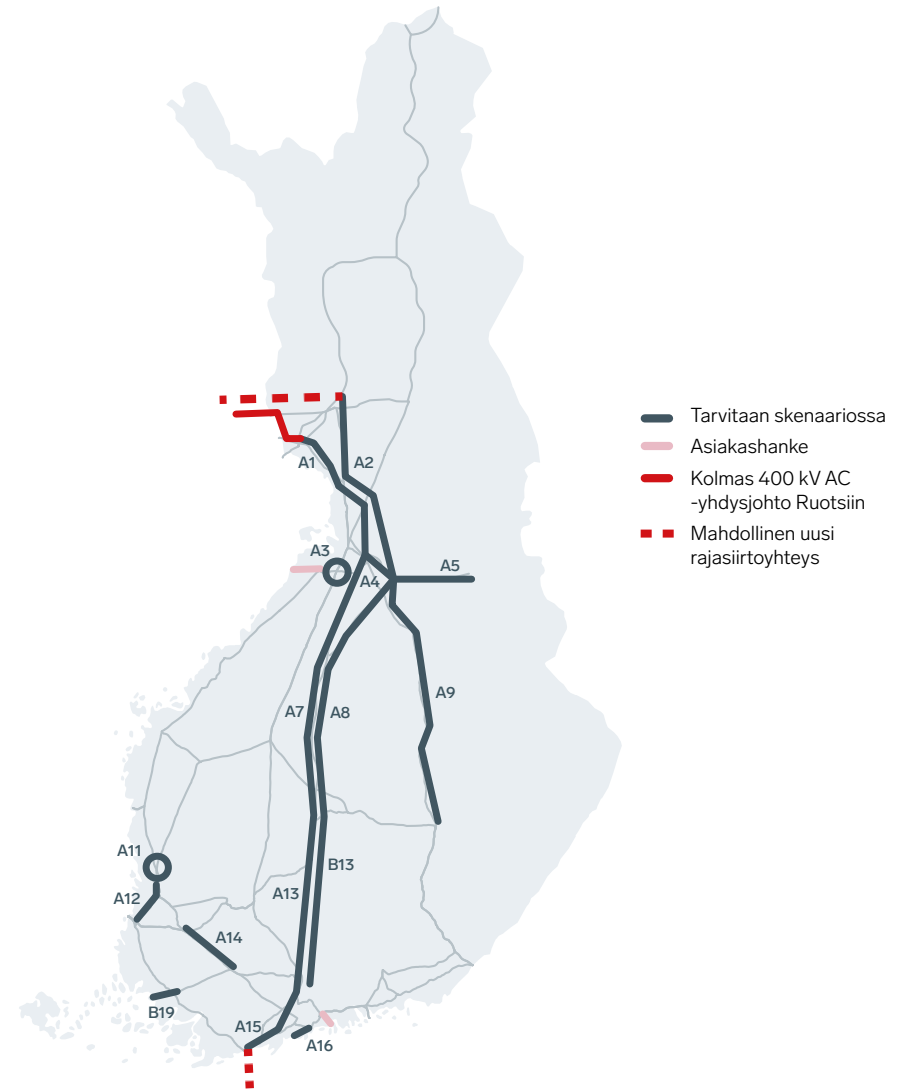 Tarvitaan skenaariossa
Asiakashanke
Kolmas 400 kV AC
-yhdysjohto Ruotsiin
Mahdollinen uusi
rajasiirtoyhteys
A1
A2
A3
A4
A5
A7
A8
A9
A11
B13
A12
A13
A14
B19
A15
A16